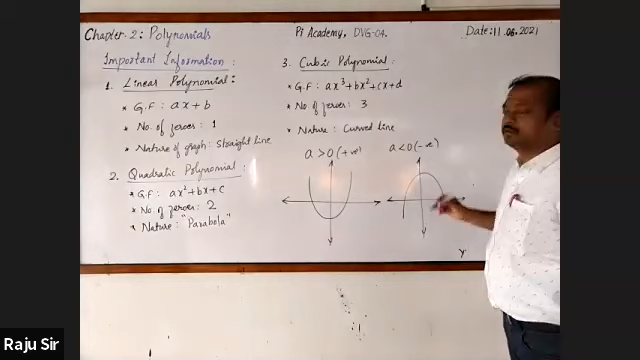 Chapter-2: Polynomials
Pi Academy, DVG-04.
Date: 11.06.2021
Important Information:
1. Linear Polynomial:
* G.F: ax+b
* No. of zeroes: 1
* Nature of graph: Straight line
2. Quadratic Polynomial:
* G.F: ax²+bx+c
* No of zeroes: 2
* Nature: "Parabola"
3. Cubic Polynomial:
* G.F: ax³+bx²+cx+d
* No of zeroes: 3
* Nature: Curved line
a>0(+ve)
a<0(-ve)
Y
Raju Sir